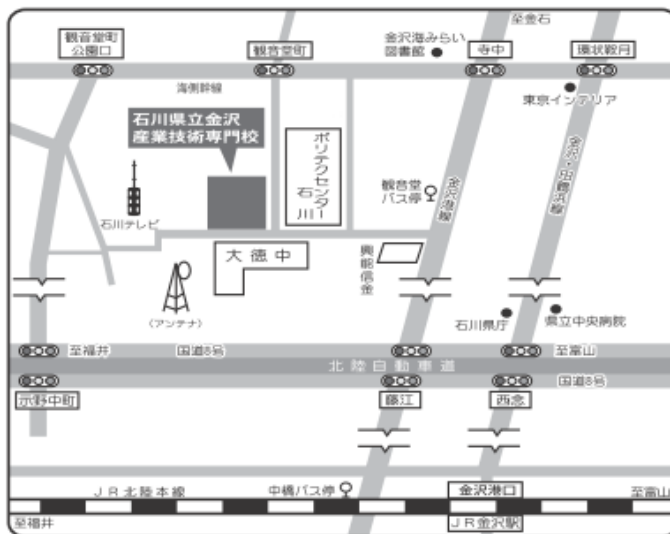 至金石
観音堂町
公園口
観音堂町
金沢海みらい
図書館
寺中
環状鞍月
海側幹線
東京インテリア
石川県立金沢
産業技術専門校
ポリテクセンター
石川
観音堂
バス停
金沢港線
金沢・田鶴浜線
石川テレビ
大徳中
興能信金
(アンテナ)
石川県庁
県立中央病院
至福井
国道8号
至富山
北陸自動車道
国道8号
示野中町
藤江
西念
JR北陸本線
中橋バス停
金沢港口
至富山
至福井
JR金沢駅